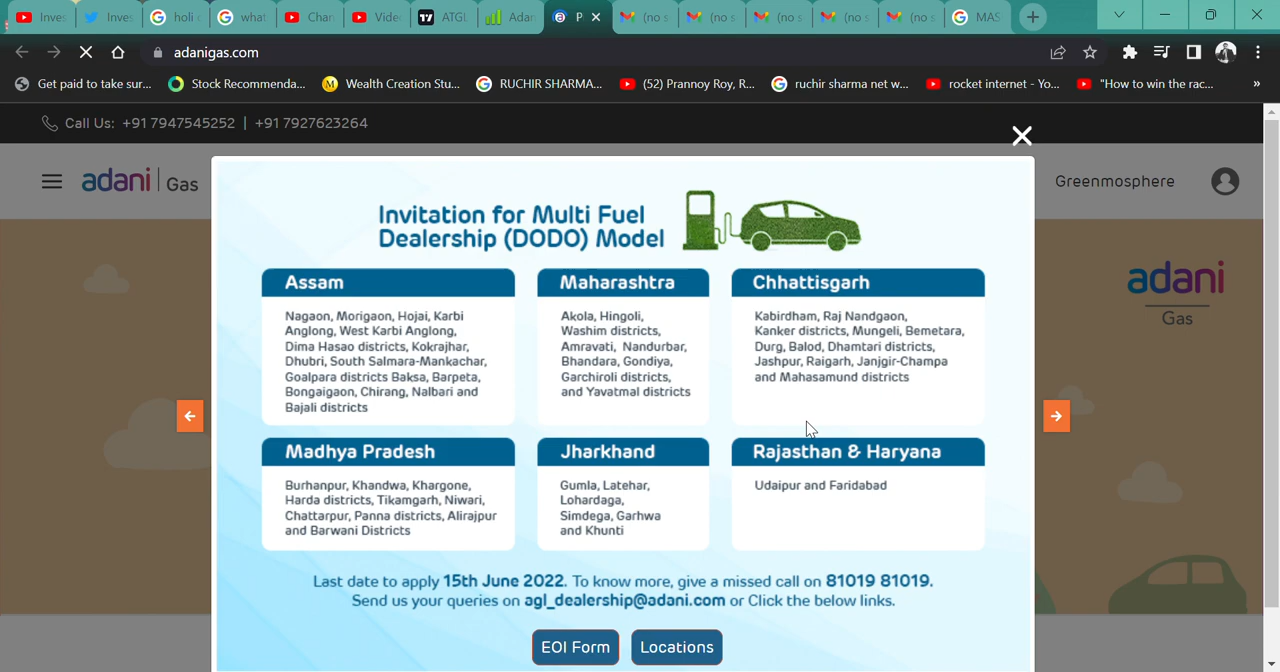 Inves
Inves
holi
what
Chan
Vide
ATGL
Adan
P
(no s
(no s
(no s
(no s
(no s
MAS
adanigas.com
Get paid to take sur...
Stock Recommenda...
Wealth Creation Stu...
RUCHIR SHARMA...
(52) Prannoy Roy, R...
ruchir sharma net w...
rocket internet - Yo...
"How to win the rac...
»
Call Us: +91 7947545252 | +91 7927623264
adani | Gas
Greenmosphere
Invitation for Multi Fuel
Dealership (DODO) Model
adani
Gas
Assam
Nagaon, Morigaon, Hojai, Karbi
Anglong, West Karbi Anglong,
Dima Hasao districts, Kokrajhar,
Dhubri, South Salmara-Mankachar,
Goalpara districts Baksa, Barpeta,
Bongaigaon, Chirang, Nalbari and
Bajali districts
Maharashtra
Akola, Hingoli,
Washim districts,
Amravati, Nandurbar,
Bhandara, Gondiya,
Garchiroli districts,
and Yavatmal districts
Chhattisgarh
Kabirdham, Raj Nandgaon,
Kanker districts, Mungeli, Bemetara,
Durg, Balod, Dhamtari districts,
Jashpur, Raigarh, Janjgir-Champa
and Mahasamund districts
Madhya Pradesh
Burhanpur, Khandwa, Khargone,
Harda districts, Tikamgarh, Niwari,
Chattarpur, Panna districts, Alirajpur
and Barwani Districts
Jharkhand
Gumla, Latehar,
Lohardaga,
Simdega, Garhwa
and Khunti
Rajasthan & Haryana
Udaipur and Faridabad
Last date to apply 15th June 2022. To know more, give a missed call on 81019 81019.
Send us your queries on agl_dealership@adani.com or Click the below links.
EOI Form
Locations